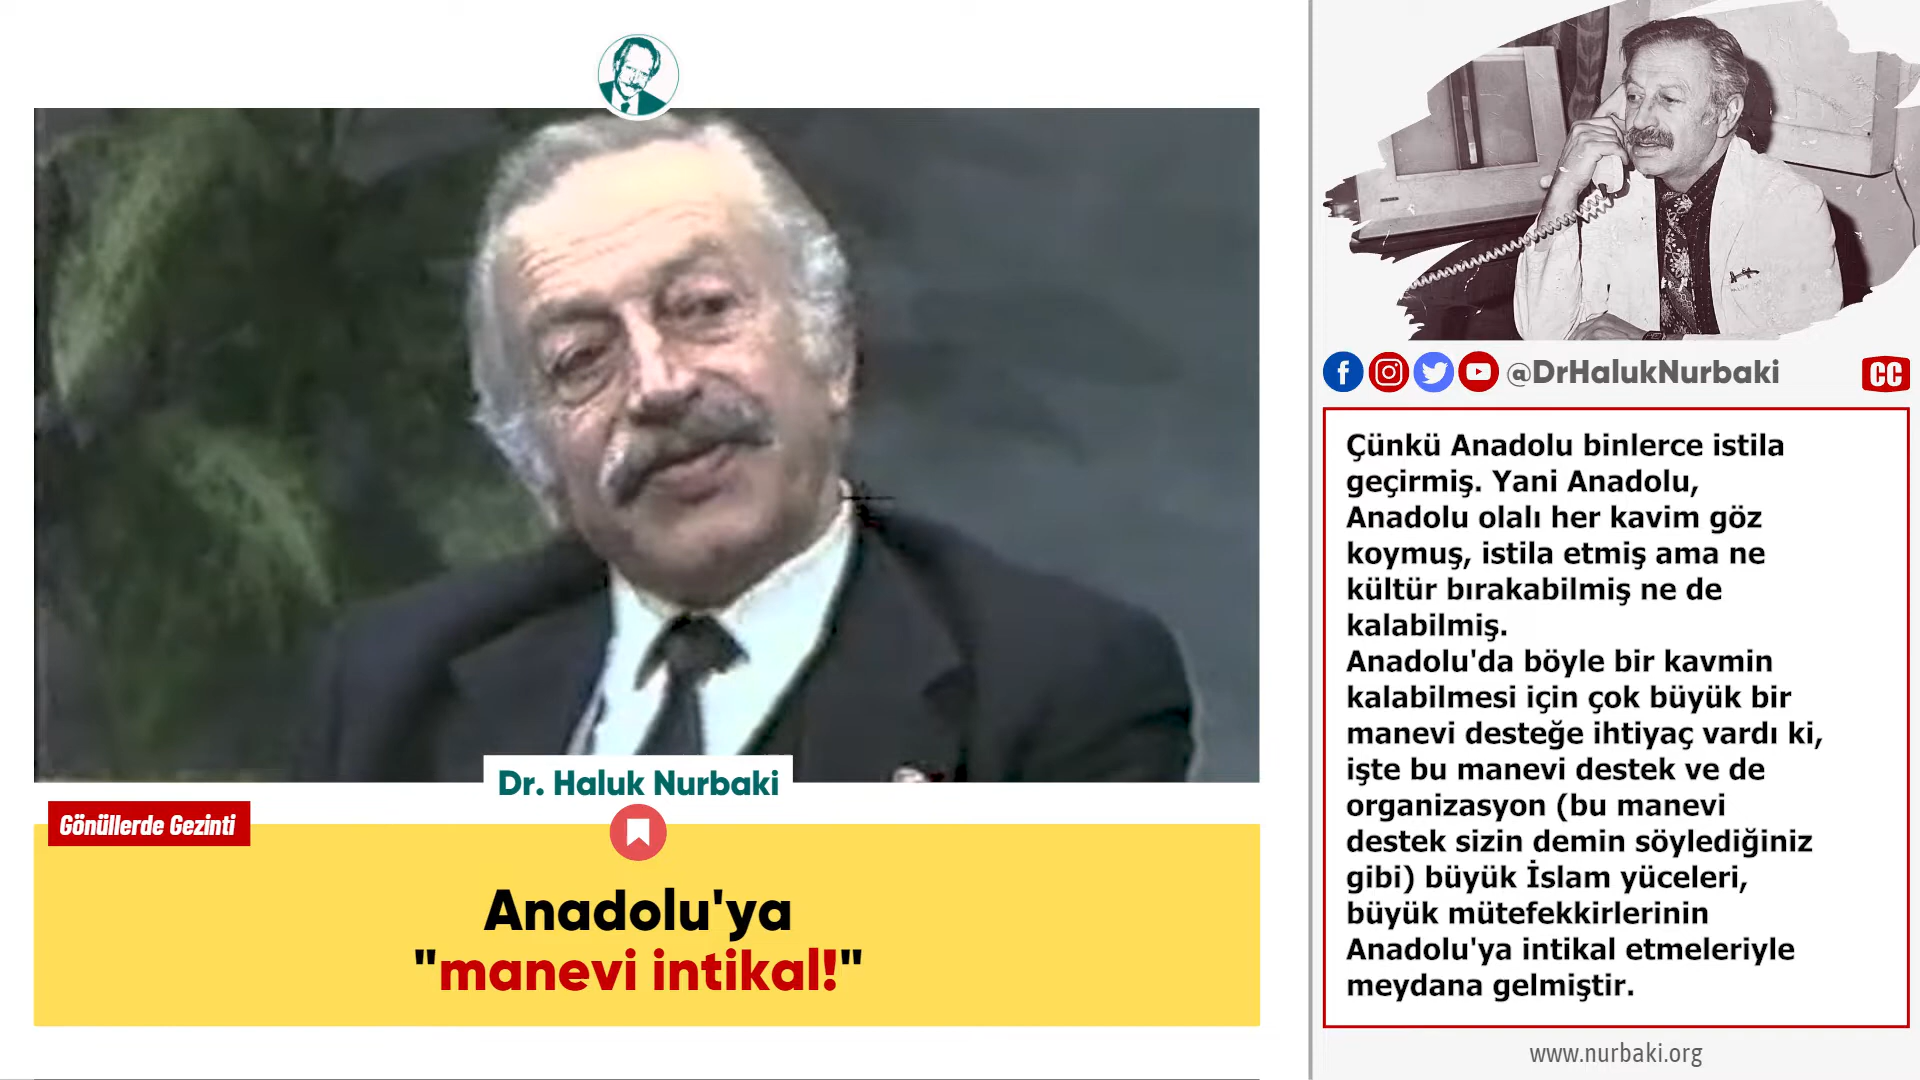 Dr. Haluk Nurbaki
Gönüllerde Gezinti
Anadolu'ya
"manevi intikal!"
@DrHalukNurbaki
CC
Çünkü Anadolu binlerce istila
geçirmiş. Yani Anadolu,
Anadolu olalı her kavim göz
koymuş, istila etmiş ama ne
kültür bırakabilmiş ne de
kalabilmiş.
Anadolu'da böyle bir kavmin
kalabilmesi için çok büyük bir
manevi desteğe ihtiyaç vardı ki,
işte bu manevi destek ve de
organizasyon (bu manevi
destek sizin demin söylediğiniz
gibi) büyük İslam yüceleri,
büyük mütefekkirlerinin
Anadolu'ya intikal etmeleriyle
meydana gelmiştir.
www.nurbaki.org